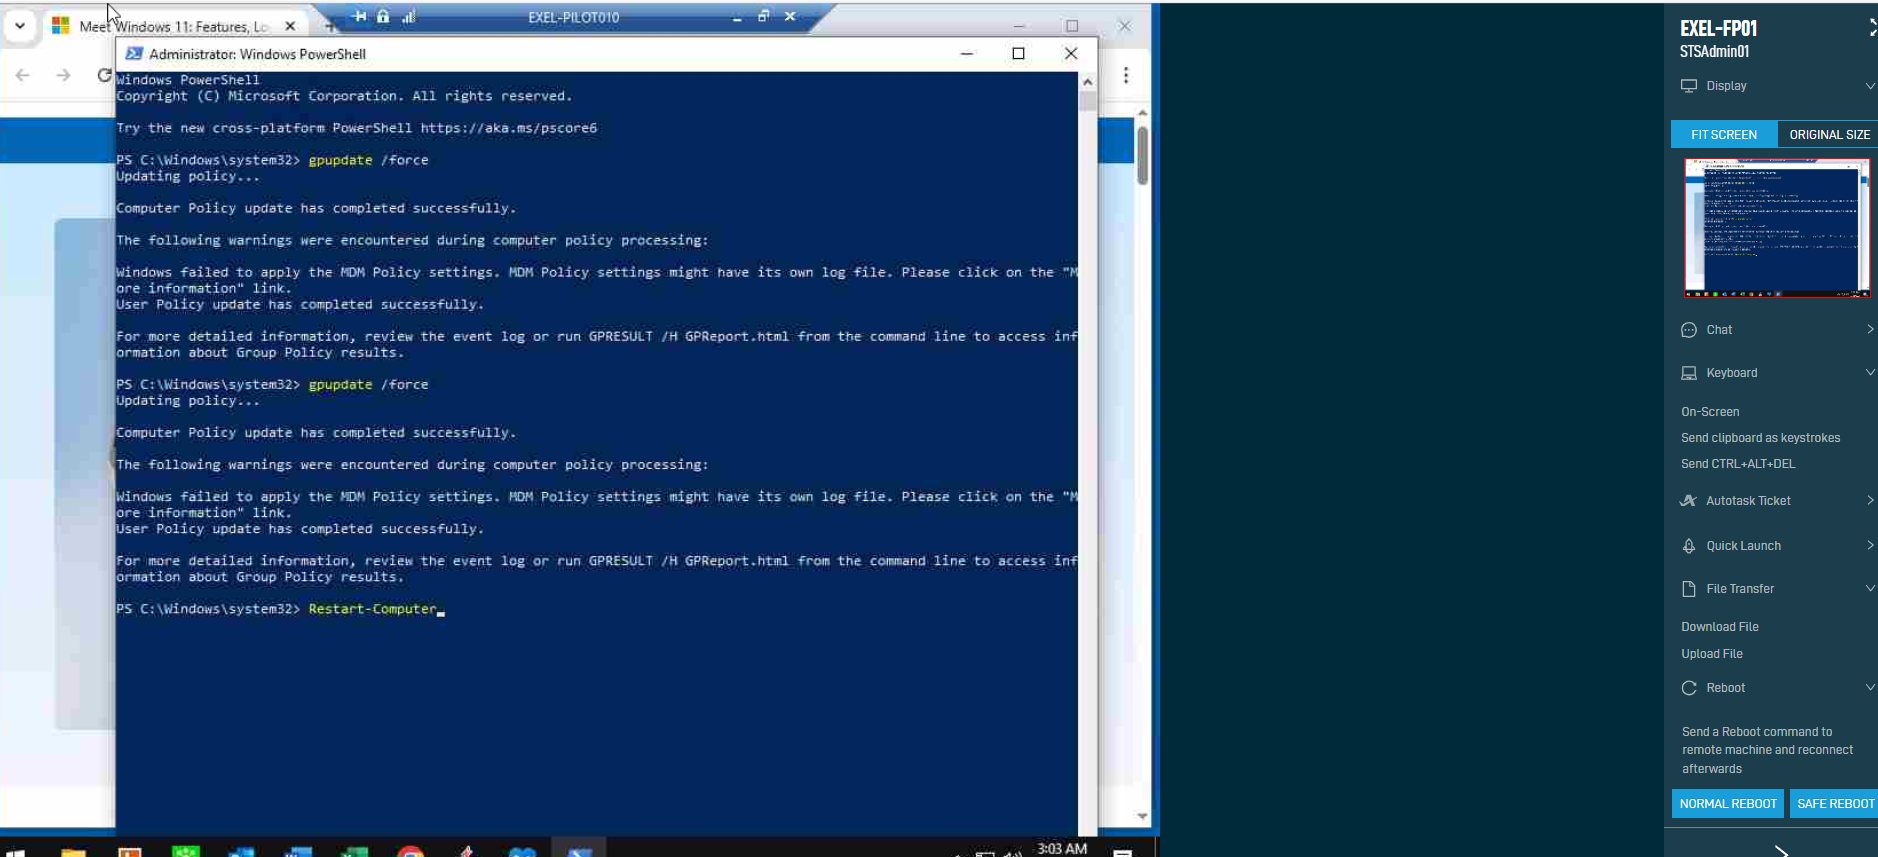 Meet Windows 11: Features, Lo
EXEL-PILOT010
Administrator: Windows PowerShell
Windows PowerShell
Copyright (C) Microsoft Corporation. All rights reserved.
Try the new cross-platform PowerShell https://aka.ms/pscore6
PS C:\Windows\system32> gpupdate /force
Updating policy...
Computer Policy update has completed successfully.
The following warnings were encountered during computer policy processing:
Windows failed to apply the MDM Policy settings. MDM Policy settings might have its own log file. Please click on the "M
ore information" link.
User Policy update has completed successfully.
For more detailed information, review the event log or run GPRESULT /H GPReport.html from the command line to access inf
ormation about Group Policy results.
PS C:\Windows\system32> gpupdate /force
Updating policy...
Computer Policy update has completed successfully.
The following warnings were encountered during computer policy processing:
Windows failed to apply the MDM Policy settings. MDM Policy settings might have its own log file. Please click on the "M
ore information" link.
User Policy update has completed successfully.
For more detailed information, review the event log or run GPRESULT /H GPReport.html from the command line to access inf
ormation about Group Policy results.
PS C:\Windows\system32> Restart-Computer
3:03 AM
EXEL-FP01
STSAdmin01
Display
FIT SCREEN
ORIGINAL SIZE
Chat
Keyboard
On-Screen
Send clipboard as keystrokes
Send CTRL+ALT+DEL
Autotask Ticket
Quick Launch
File Transfer
Download File
Upload File
Reboot
Send a Reboot command to
remote machine and reconnect
afterwards
NORMAL REBOOT
SAFE REBOOT